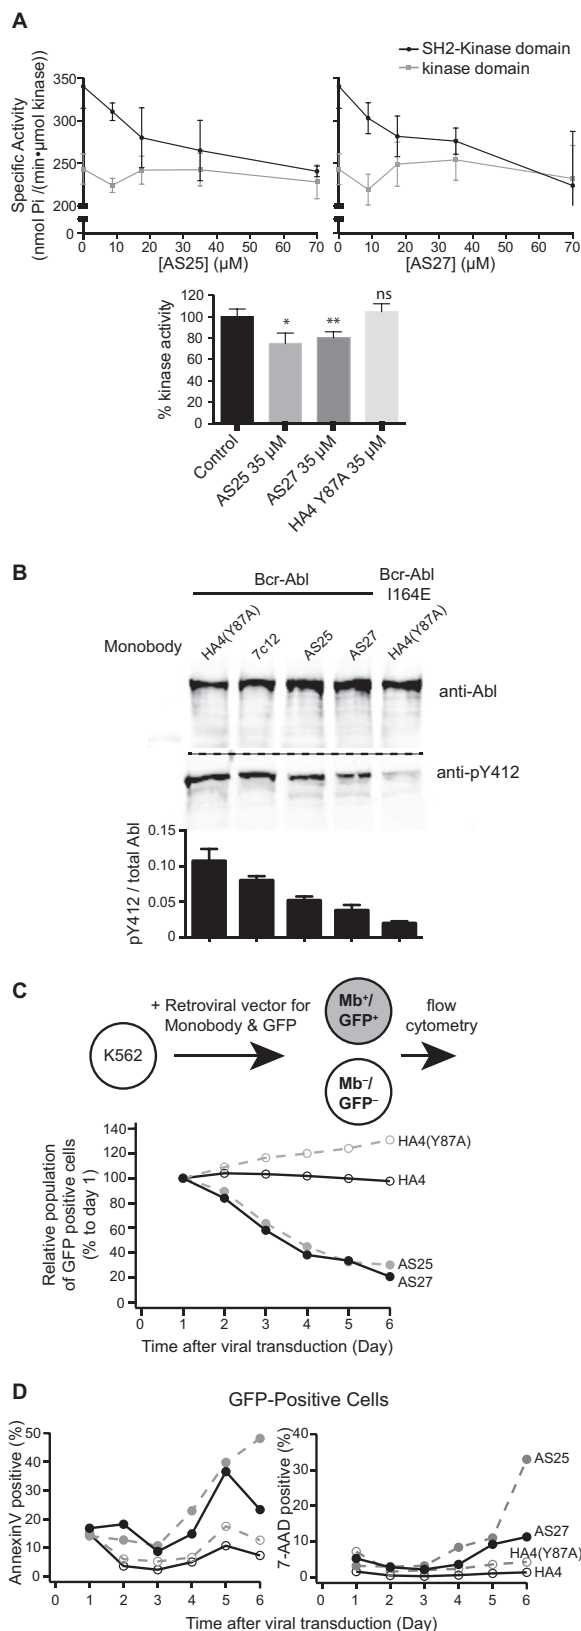 A
SH2-Kinase domain
kinase domain
Specific Activity
(nmol Pi /(min•µmol kinase))
350
300
250
200
0
0 10 20 30 40 50 60 70
[AS25] (µM)
350
300
250
200
0
0 10 20 30 40 50 60 70
[AS27] (µM)
% kinase activity
120
100
80
60
40
20
0
* ** ns
Control
AS25 35 µM
AS27 35 µM
HA4 Y87A 35 µM
B
Bcr-Abl
Bcr-Abl
I164E
Monobody
HA4(Y87A)
7c12
AS25
AS27
HA4(Y87A)
anti-Abl
anti-pY412
pY412 / total Abl
0.15
0.10
0.05
0
C
K562
+ Retroviral vector for
Monobody & GFP
Mb+/
GFP+
Mb–/
GFP–
flow
cytometry
Relative population
of GFP positive cells
(% to day 1)
140
120
100
80
60
40
20
0
HA4(Y87A)
HA4
AS25
AS27
0 1 2 3 4 5 6
Time after viral transduction (Day)
D
GFP-Positive Cells
AnnexinV positive (%)
50
40
30
20
10
0
0 1 2 3 4 5 6
7-AAD positive (%)
40
30
20
10
0
AS25
AS27
HA4(Y87A)
HA4
0 1 2 3 4 5 6
Time after viral transduction (Day)